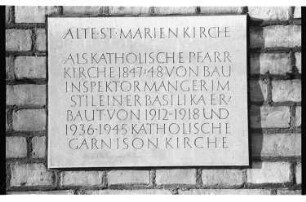 ALT·ST·MARIEN KIRCHE
ALS KATHOLISCHE PFARR
KIRCHE 1847/48 VON BAU
INSPEKTOR MANGER IM
STIL EINER BASILIKA ER-
BAUT·VON 1912-1918 UND
1936-1945 KATHOLISCHE
GARNISON KIRCHE